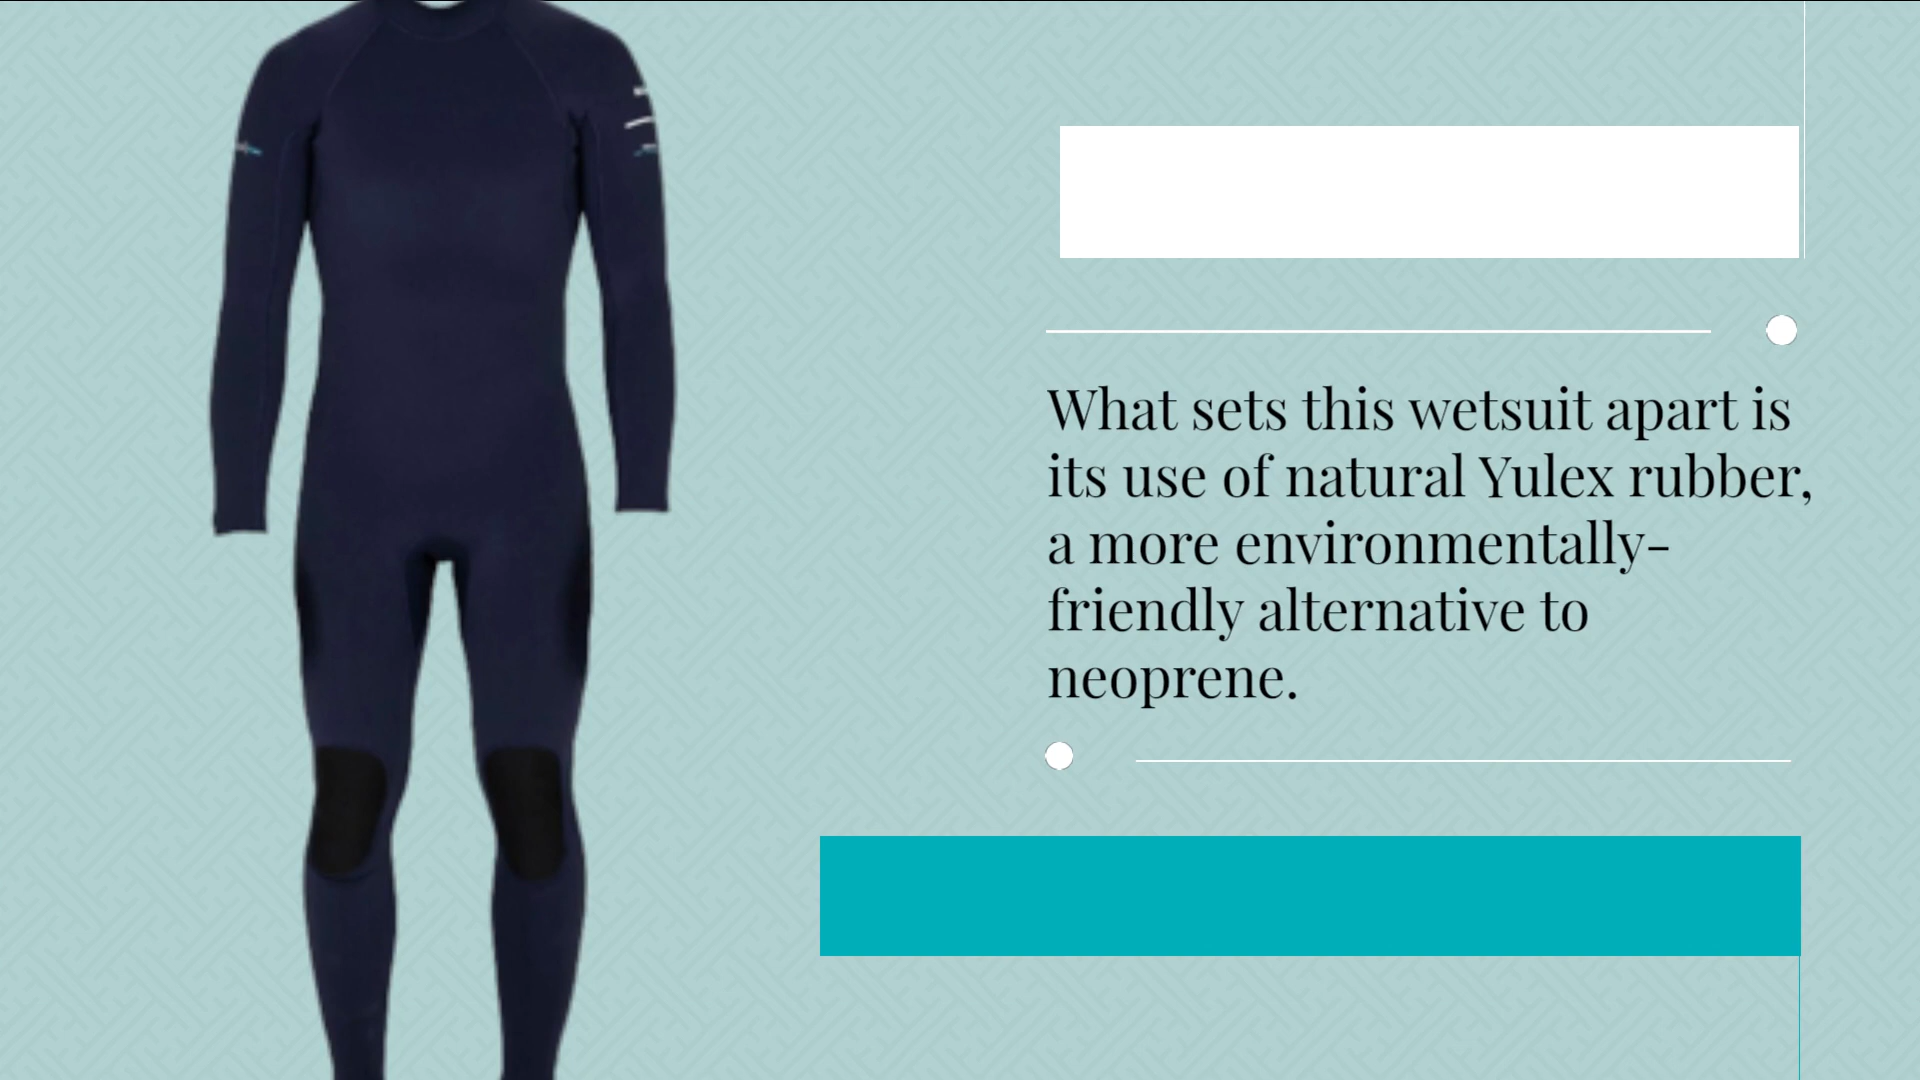 What sets this wetsuit apart is
its use of natural Yulex rubber,
a more environmentally-
friendly alternative to
neoprene.